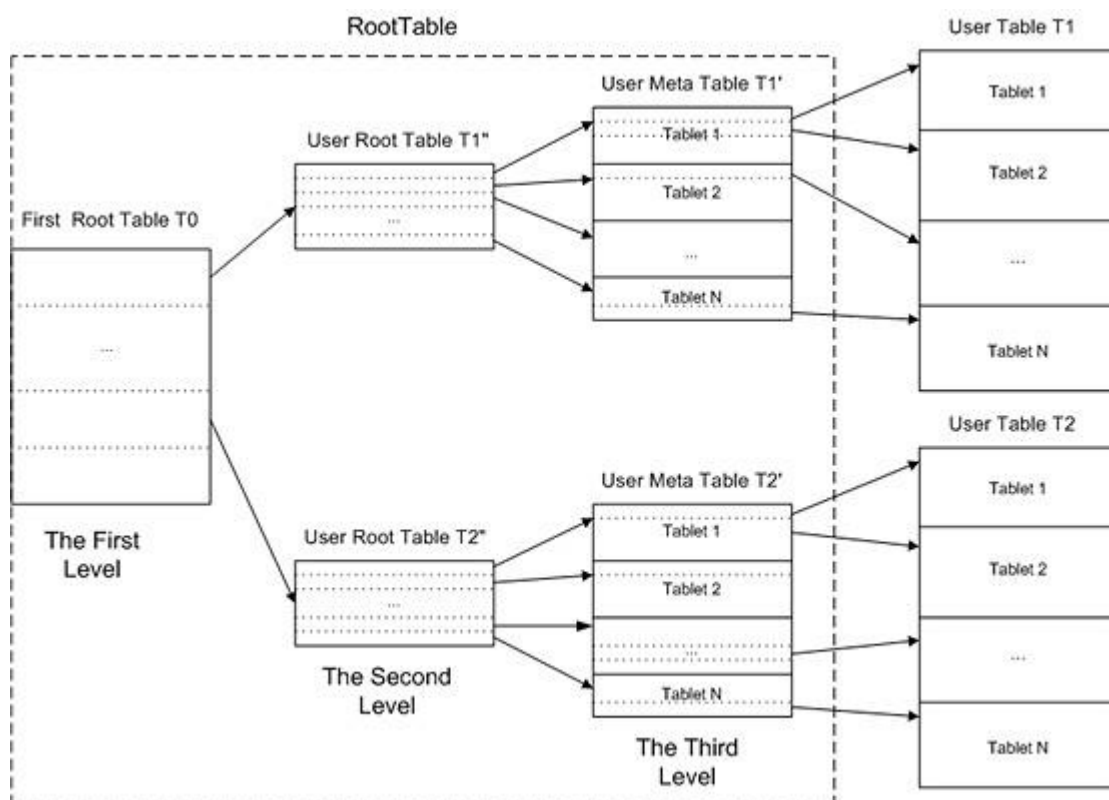 RootTable
First Root Table T0
...
The First
Level
User Root Table T1"
...
User Root Table T2"
...
The Second
Level
User Meta Table T1'
Tablet 1
Tablet 2
...
Tablet N
User Meta Table T2'
Tablet 1
Tablet 2
...
Tablet N
The Third
Level
User Table T1
Tablet 1
Tablet 2
...
Tablet N
User Table T2
Tablet 1
Tablet 2
...
Tablet N